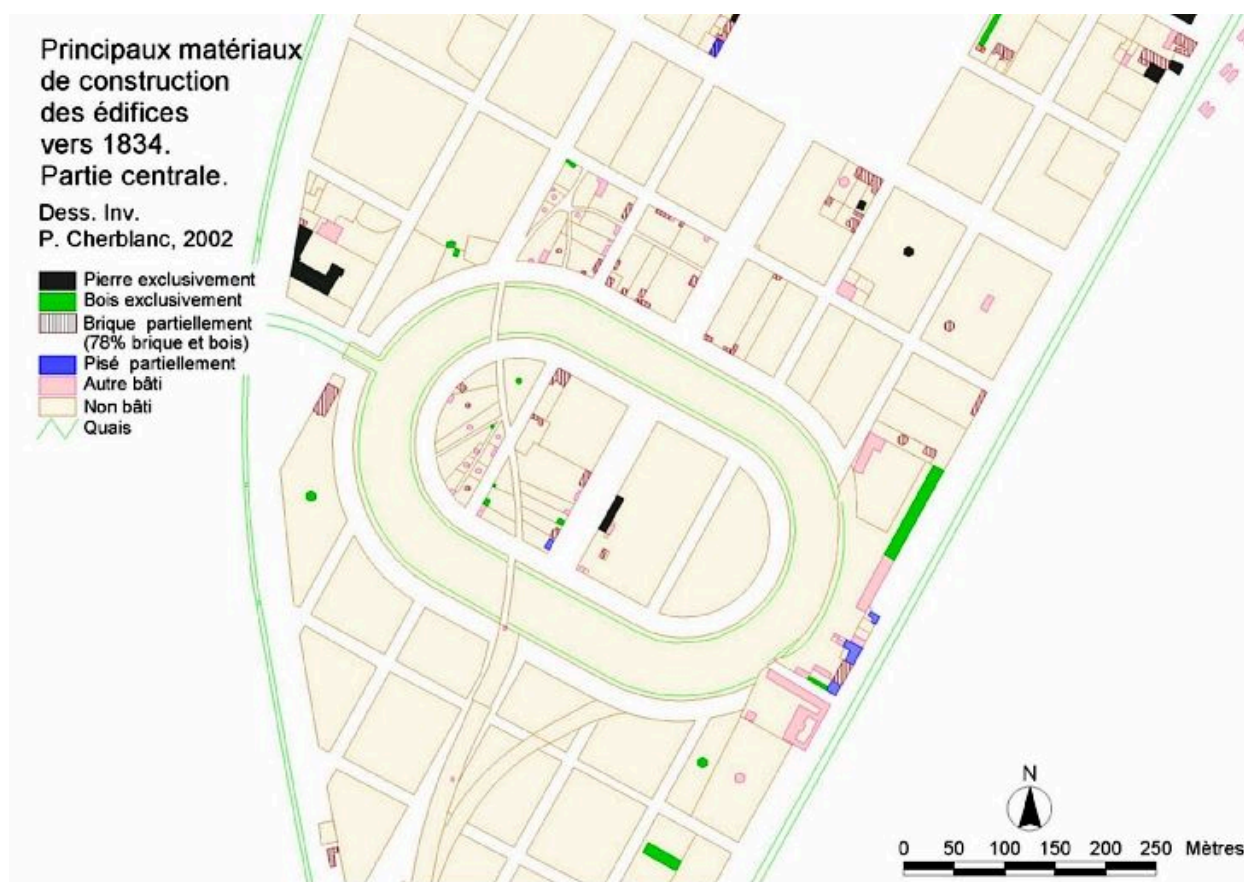 Principaux matériaux
de construction
des édifices
vers 1834.
Partie centrale.
Dess. Inv.
P. Cherblanc, 2002
Pierre exclusivement
Bois exclusivement
Brique partiellement
(78% brique et bois)
Pisé partiellement
Autre bâti
Non bâti
Quais
N
0 50 100 150 200 250 Mètres